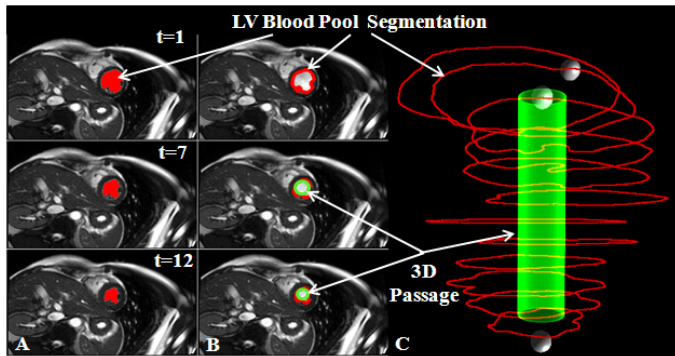 LV Blood Pool Segmentation
t=1
t=7
t=12
3D
Passage
A
B
C